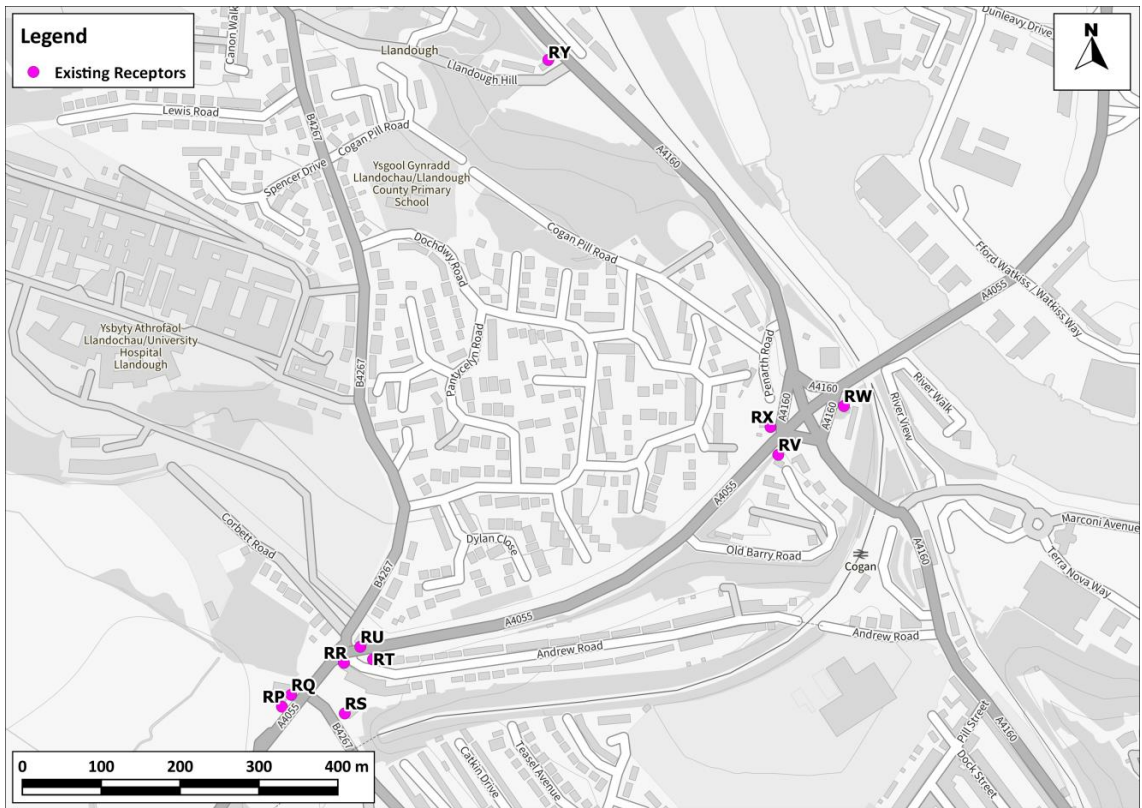 Legend
Existing Receptors
N
Canon Walk
Llandough
Llandough Hill
RY
Dunleavy Drive
Lewis Road
B4267
Cogan Pill Road
Spencer Drive
A4160
Ysgool Gynradd
Llandochau/Llandough
County Primary
School
Cogan Pill Road
Dochdwy Road
Fford Watkiss / Watkiss Way
A4055
Ysbyty Athrofaol
Llandochau/University
Hospital
Llandough
B4267
Pantycelyn Road
Penarth Road
A4160
A4160
A4160
RW
River Walk
River View
RX
RV
A4055
Corbett Road
Dylan Close
Old Barry Road
Cogan
Marconi Avenue
Terra Nova Way
A4160
B4267
A4055
Andrew Road
Andrew Road
RU
RR
RT
RQ
RP
RS
A4055
B4267
Pill Street
A4160
Dock Street
Catkin Drive
Teasel Avenue
0 100 200 300 400 m